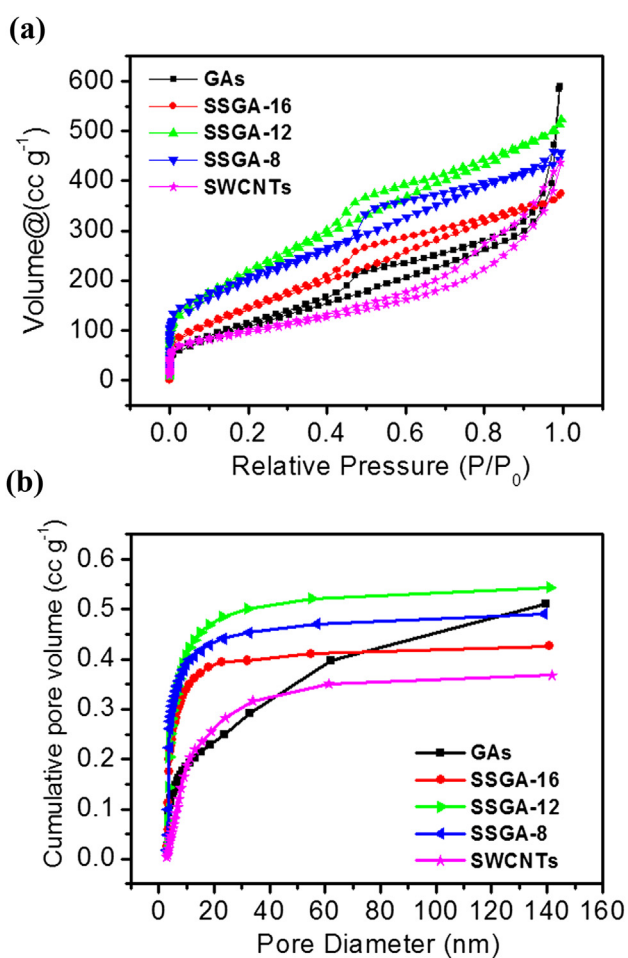 (a)
600
500
400
300
200
100
0
Volume@(cc g⁻¹)
GAs
SSGA-16
SSGA-12
SSGA-8
SWCNTs
0.0 0.2 0.4 0.6 0.8 1.0
Relative Pressure (P/P₀)
(b)
0.6
0.5
0.4
0.3
0.2
0.1
0.0
Cumulative pore volume (cc g⁻¹)
GAs
SSGA-16
SSGA-12
SSGA-8
SWCNTs
0 20 40 60 80 100 120 140 160
Pore Diameter (nm)